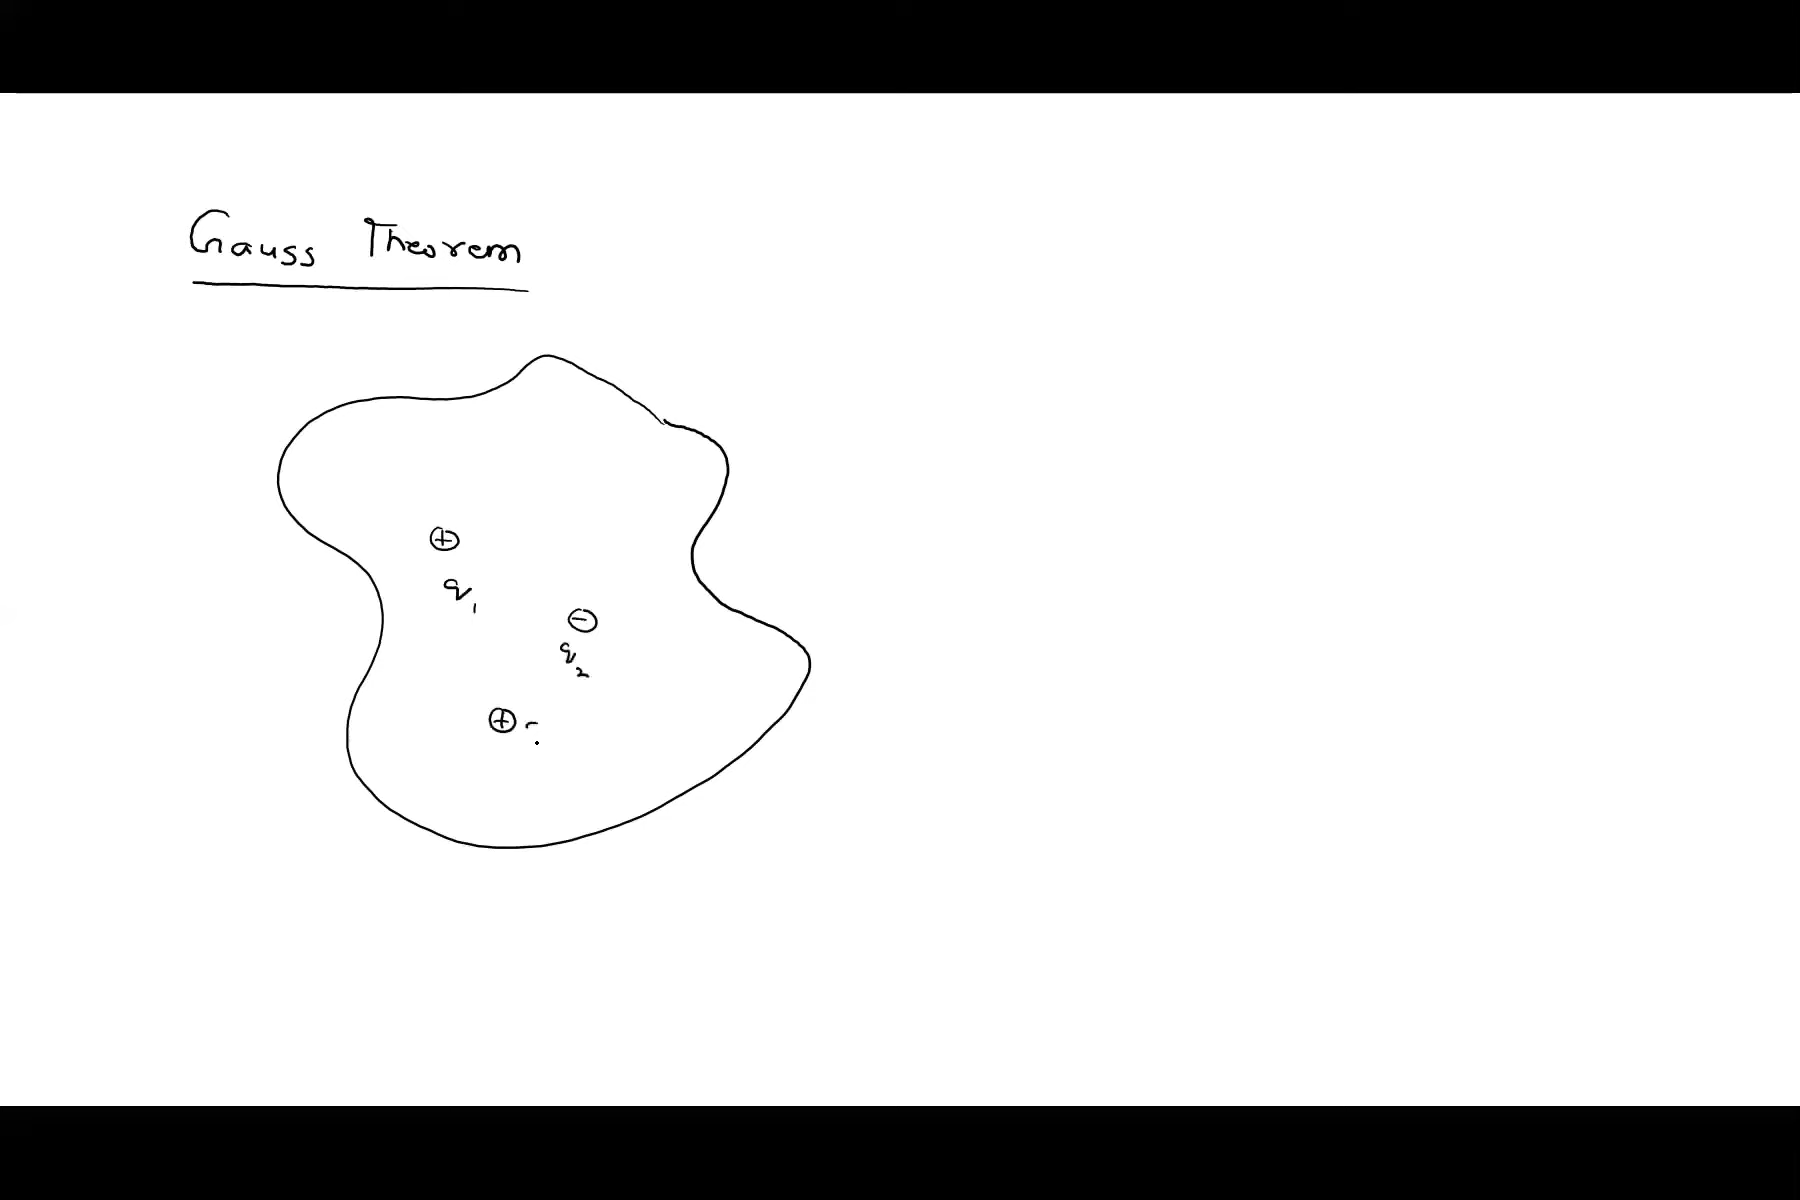 Gauss Theorem
+
q₁
−
q₂
+